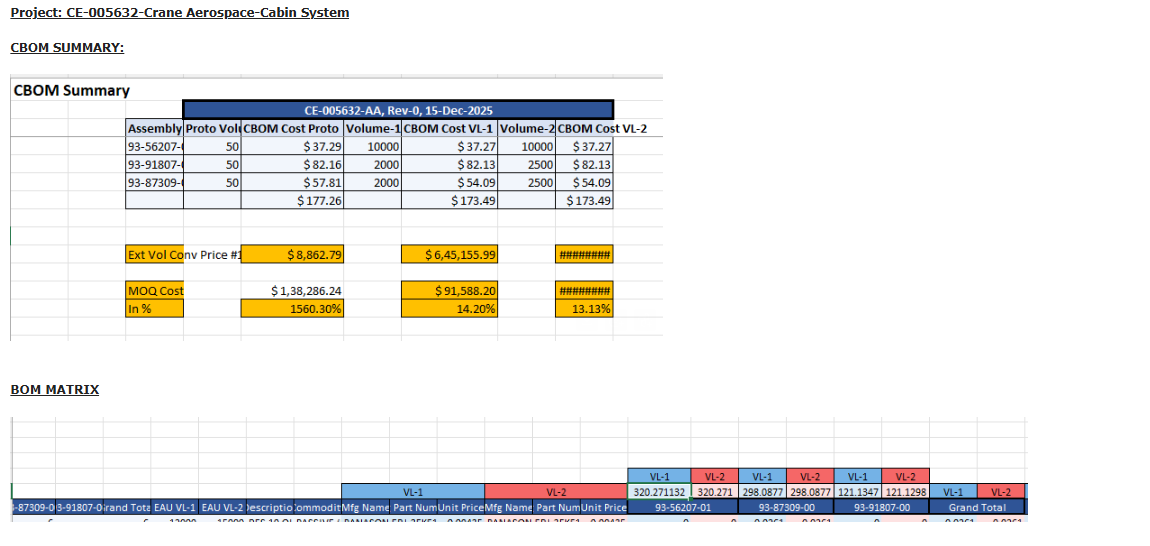 Project: CE-005632-Crane Aerospace-Cabin System
CBOM SUMMARY:
CBOM Summary
CE-005632-AA, Rev-0, 15-Dec-2025
Assembly Proto Volu CBOM Cost Proto Volume-1 CBOM Cost VL-1 Volume-2 CBOM Cost VL-2
93-56207-0 50 $ 37.29 10000 $ 37.27 10000 $ 37.27
93-91807-0 50 $ 82.16 2000 $ 82.13 2500 $ 82.13
93-87309-0 50 $ 57.81 2000 $ 54.09 2500 $ 54.09
$ 177.26 $ 173.49 $ 173.49
Ext Vol Conv Price #1 $ 8,862.79 $ 6,45,155.99 ########
MOQ Cost $ 1,38,286.24 $ 91,588.20 ########
In % 1560.30% 14.20% 13.13%
BOM MATRIX
VL-1 VL-2 VL-1 VL-2 VL-1 VL-2
VL-1 VL-2 320.271132 320.271 298.0877 298.0877 121.1347 121.1298 VL-1 VL-2
-87309-0 3-91807-0 Grand Tota EAU VL-1 EAU VL-2 Descriptio Commodit Mfg Name Part Num Unit Price Mfg Name Part Num Unit Price 93-56207-01 93-87309-00 93-91807-00 Grand Total